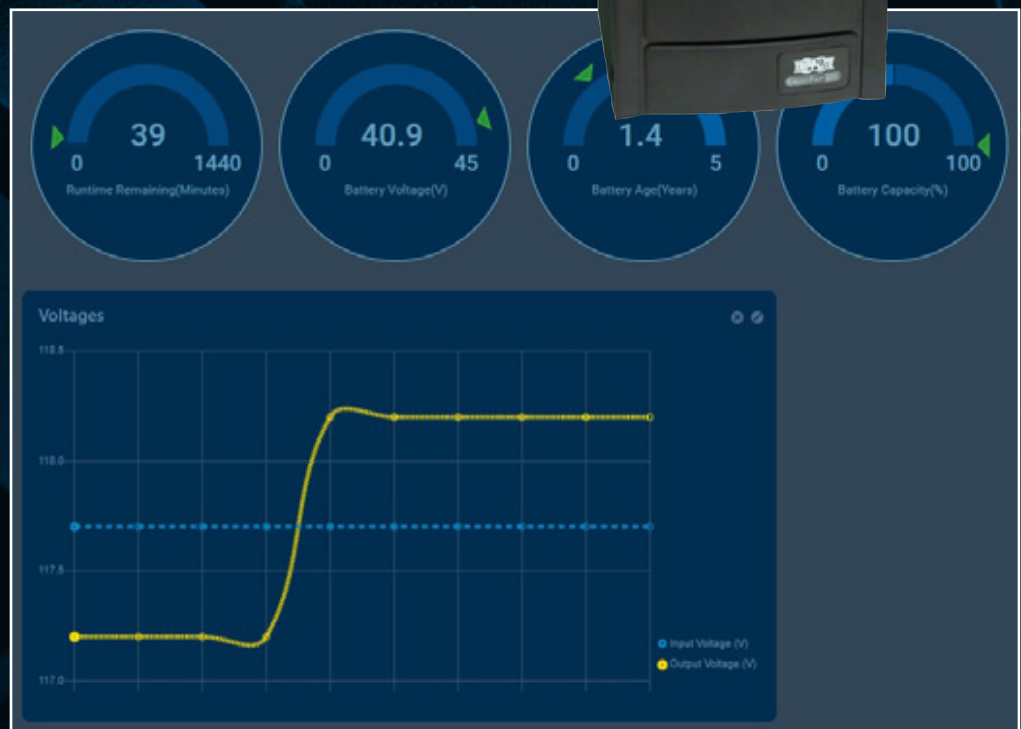 39
0 1440
Runtime Remaining(Minutes)
40.9
0 45
Battery Voltage(V)
1.4
0 5
Battery Age(Years)
100
0 100
Battery Capacity(%)
Voltages
118.5
118.0
117.5
117.0
Input Voltage (V)
Output Voltage (V)